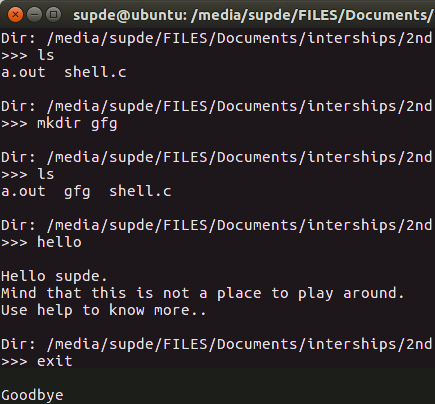 supde@ubuntu: /media/supde/FILES/Documents/
Dir: /media/supde/FILES/Documents/interships/2nd
>>> ls
a.out  shell.c
Dir: /media/supde/FILES/Documents/interships/2nd
>>> mkdir gfg
Dir: /media/supde/FILES/Documents/interships/2nd
>>> ls
a.out  gfg  shell.c
Dir: /media/supde/FILES/Documents/interships/2nd
>>> hello
Hello supde.
Mind that this is not a place to play around.
Use help to know more..
Dir: /media/supde/FILES/Documents/interships/2nd
>>> exit
Goodbye